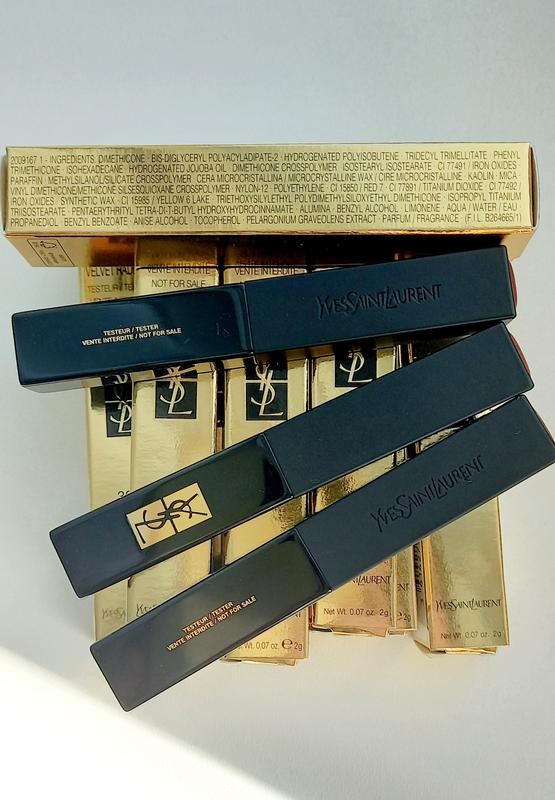 2009167 1 - INGREDIENTS: DIMETHICONE · BIS-DIGLYCERYL POLYACYLADIPATE-2 · HYDROGENATED POLYISOBUTENE · TRIDECYL TRIMELLITATE · PHENYL
TRIMETHICONE · ISOHEXADECANE · HYDROGENATED JOJOBA OIL · DIMETHICONE CROSSPOLYMER · ISOSTEARYL ISOSTEARATE · CI 77491 / IRON OXIDES ·
PARAFFIN · METHYLSILANOL/SILICATE CROSSPOLYMER · CERA MICROCRISTALLINA / MICROCRYSTALLINE WAX / CIRE MICROCRISTALLINE · KAOLIN · MICA ·
VINYL DIMETHICONE/METHICONE SILSESQUIOXANE CROSSPOLYMER · NYLON-12 · POLYETHYLENE · CI 15850 / RED 7 · CI 77891 / TITANIUM DIOXIDE · CI 77492 /
IRON OXIDES · SYNTHETIC WAX · CI 15985 / YELLOW 6 LAKE · TRIETHOXYSILYLETHYL POLYDIMETHYLSILOXYETHYL DIMETHICONE · ISOPROPYL TITANIUM
TRIISOSTEARATE · PENTAERYTHRITYL TETRA-DI-T-BUTYL HYDROXYHYDROCINNAMATE · ALUMINA · BENZYL ALCOHOL · LIMONENE · AQUA / WATER / EAU ·
PROPANEDIOL · BENZYL BENZOATE · ANISE ALCOHOL · TOCOPHEROL · PELARGONIUM GRAVEOLENS EXTRACT · PARFUM / FRAGRANCE (F.I.L. B264665/1)
VENTE INTERDITE
VENTE INTERDITE
NOT FOR SALE
YVESSAINTLAURENT
TESTEUR / TESTER
VENTE INTERDITE / NOT FOR SALE
YSL
YSL
YSL
YSL
YSL
YVESSAINTLAURENT
TESTEUR / TESTER
VENTE INTERDITE / NOT FOR SALE
YVESSAINTLAURENT
Net Wt. 0.07 oz. e 2g
Net Wt. 0.07 oz. 2g
Wt. 0.07 oz. e 2g